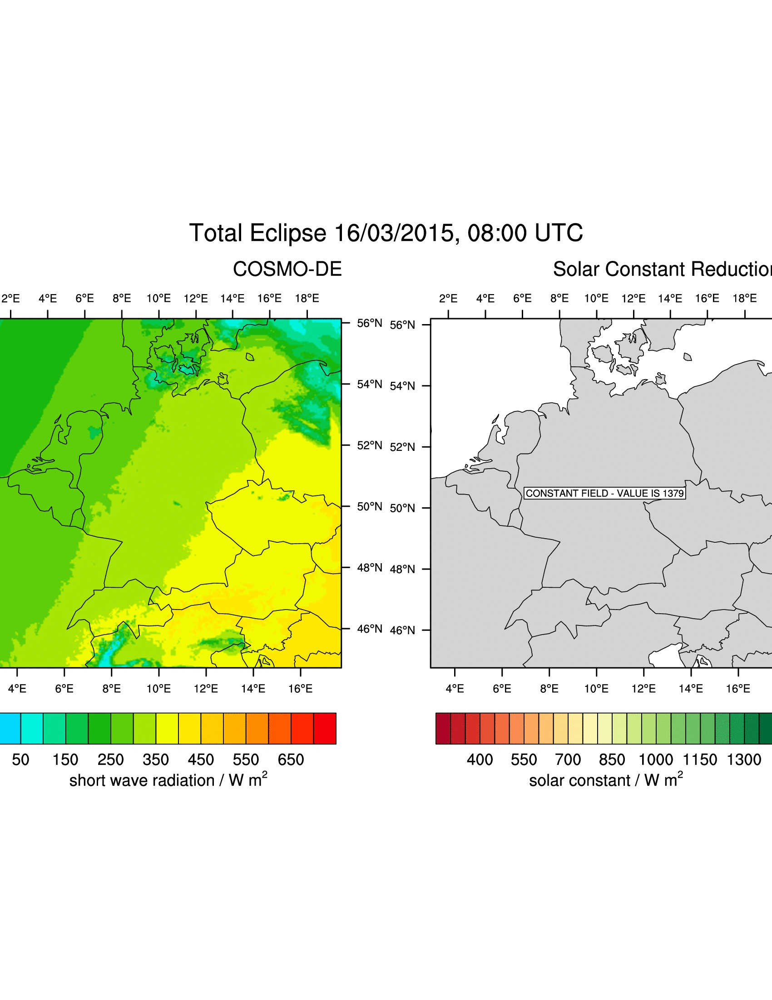 Total Eclipse 16/03/2015, 08:00 UTC
COSMO-DE
Solar Constant Reduction
2°E 4°E 6°E 8°E 10°E 12°E 14°E 16°E 18°E
2°E 4°E 6°E 8°E 10°E 12°E 14°E 16°E 18°E
56°N 56°N
54°N 54°N
52°N 52°N
CONSTANT FIELD - VALUE IS 1379
50°N 50°N
48°N 48°N
46°N 46°N
4°E 6°E 8°E 10°E 12°E 14°E 16°E
4°E 6°E 8°E 10°E 12°E 14°E 16°E
50 150 250 350 450 550 650
400 550 700 850 1000 1150 1300
short wave radiation / W m²
solar constant / W m²